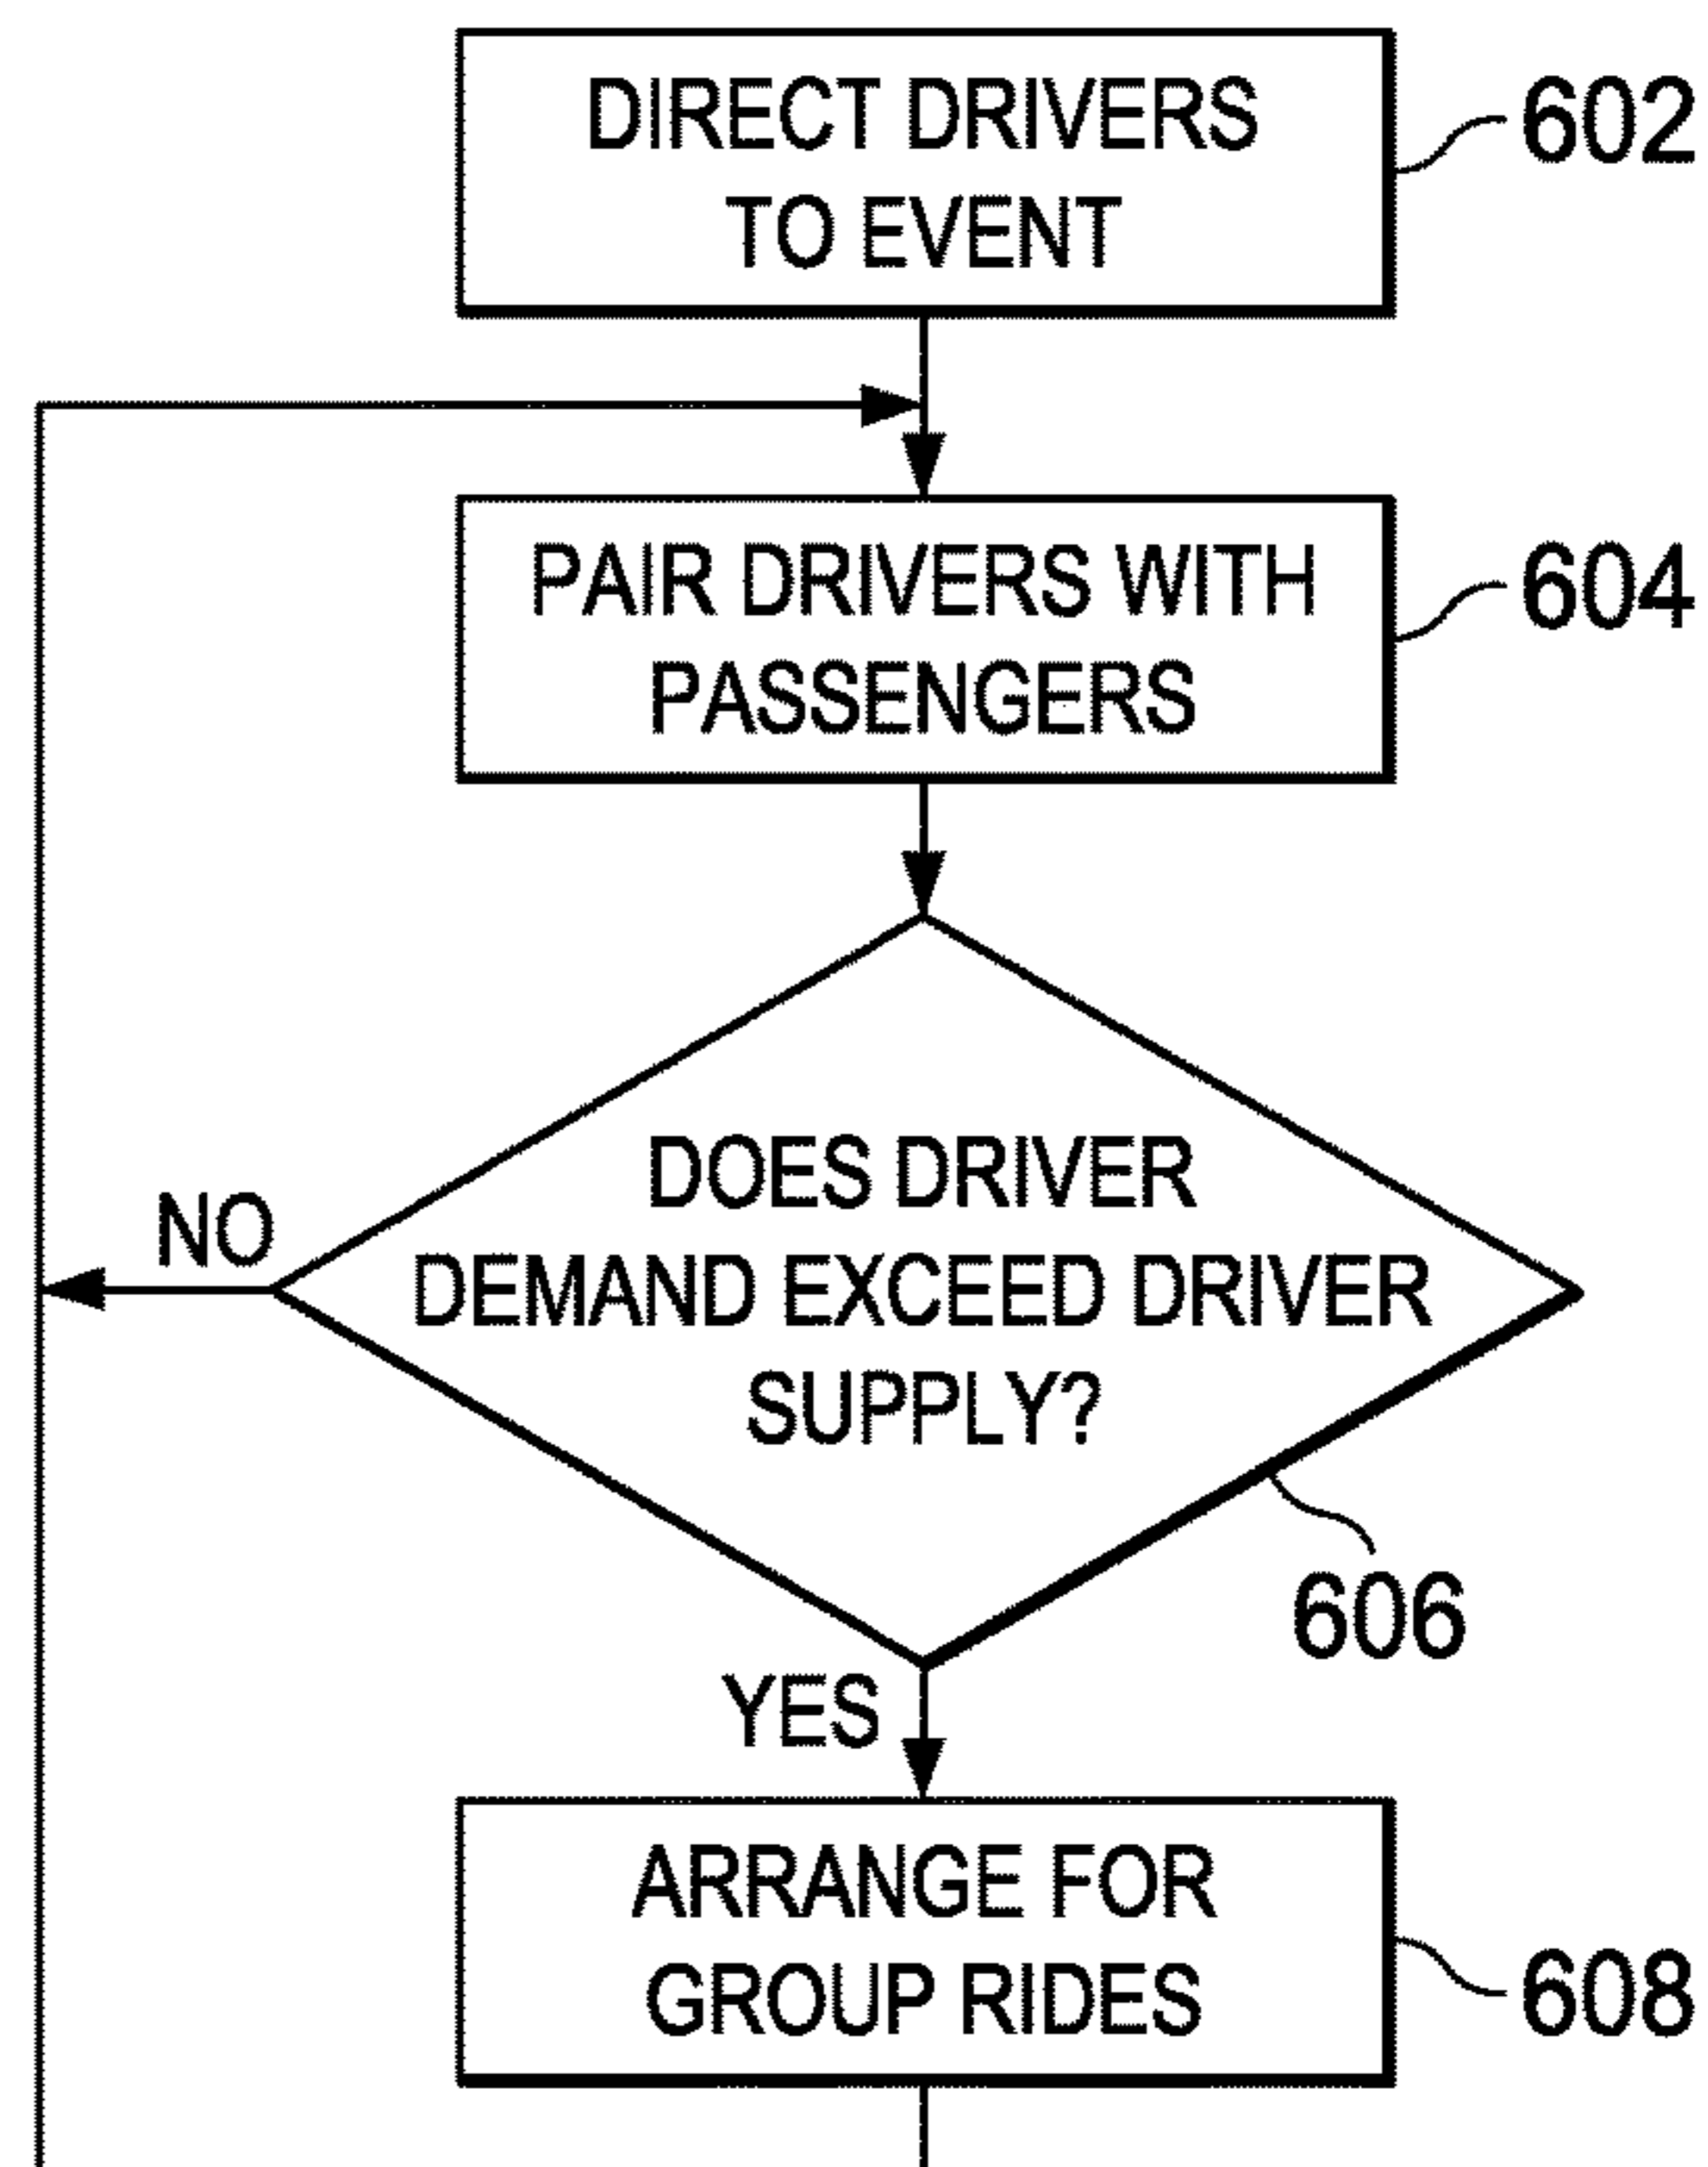 DIRECT DRIVERS
TO EVENT
602
PAIR DRIVERS WITH
PASSENGERS
604
DOES DRIVER
DEMAND EXCEED DRIVER
SUPPLY?
NO
606
YES
ARRANGE FOR
GROUP RIDES
608